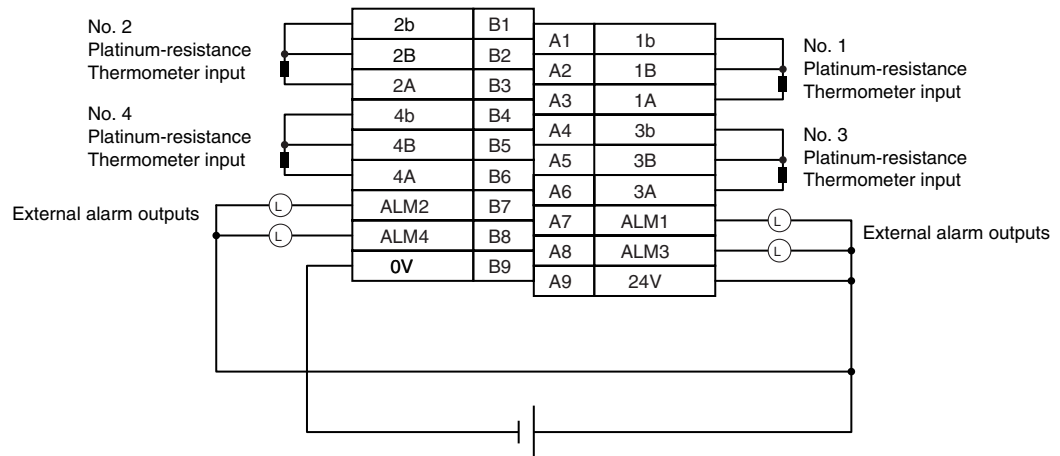 No. 2
Platinum-resistance
Thermometer input
No. 4
Platinum-resistance
Thermometer input
External alarm outputs
2b B1
2B B2
2A B3
4b B4
4B B5
4A B6
ALM2 B7
ALM4 B8
0V B9
L
L
A1 1b
A2 1B
A3 1A
A4 3b
A5 3B
A6 3A
A7 ALM1
A8 ALM3
A9 24V
L
L
No. 1
Platinum-resistance
Thermometer input
No. 3
Platinum-resistance
Thermometer input
External alarm outputs